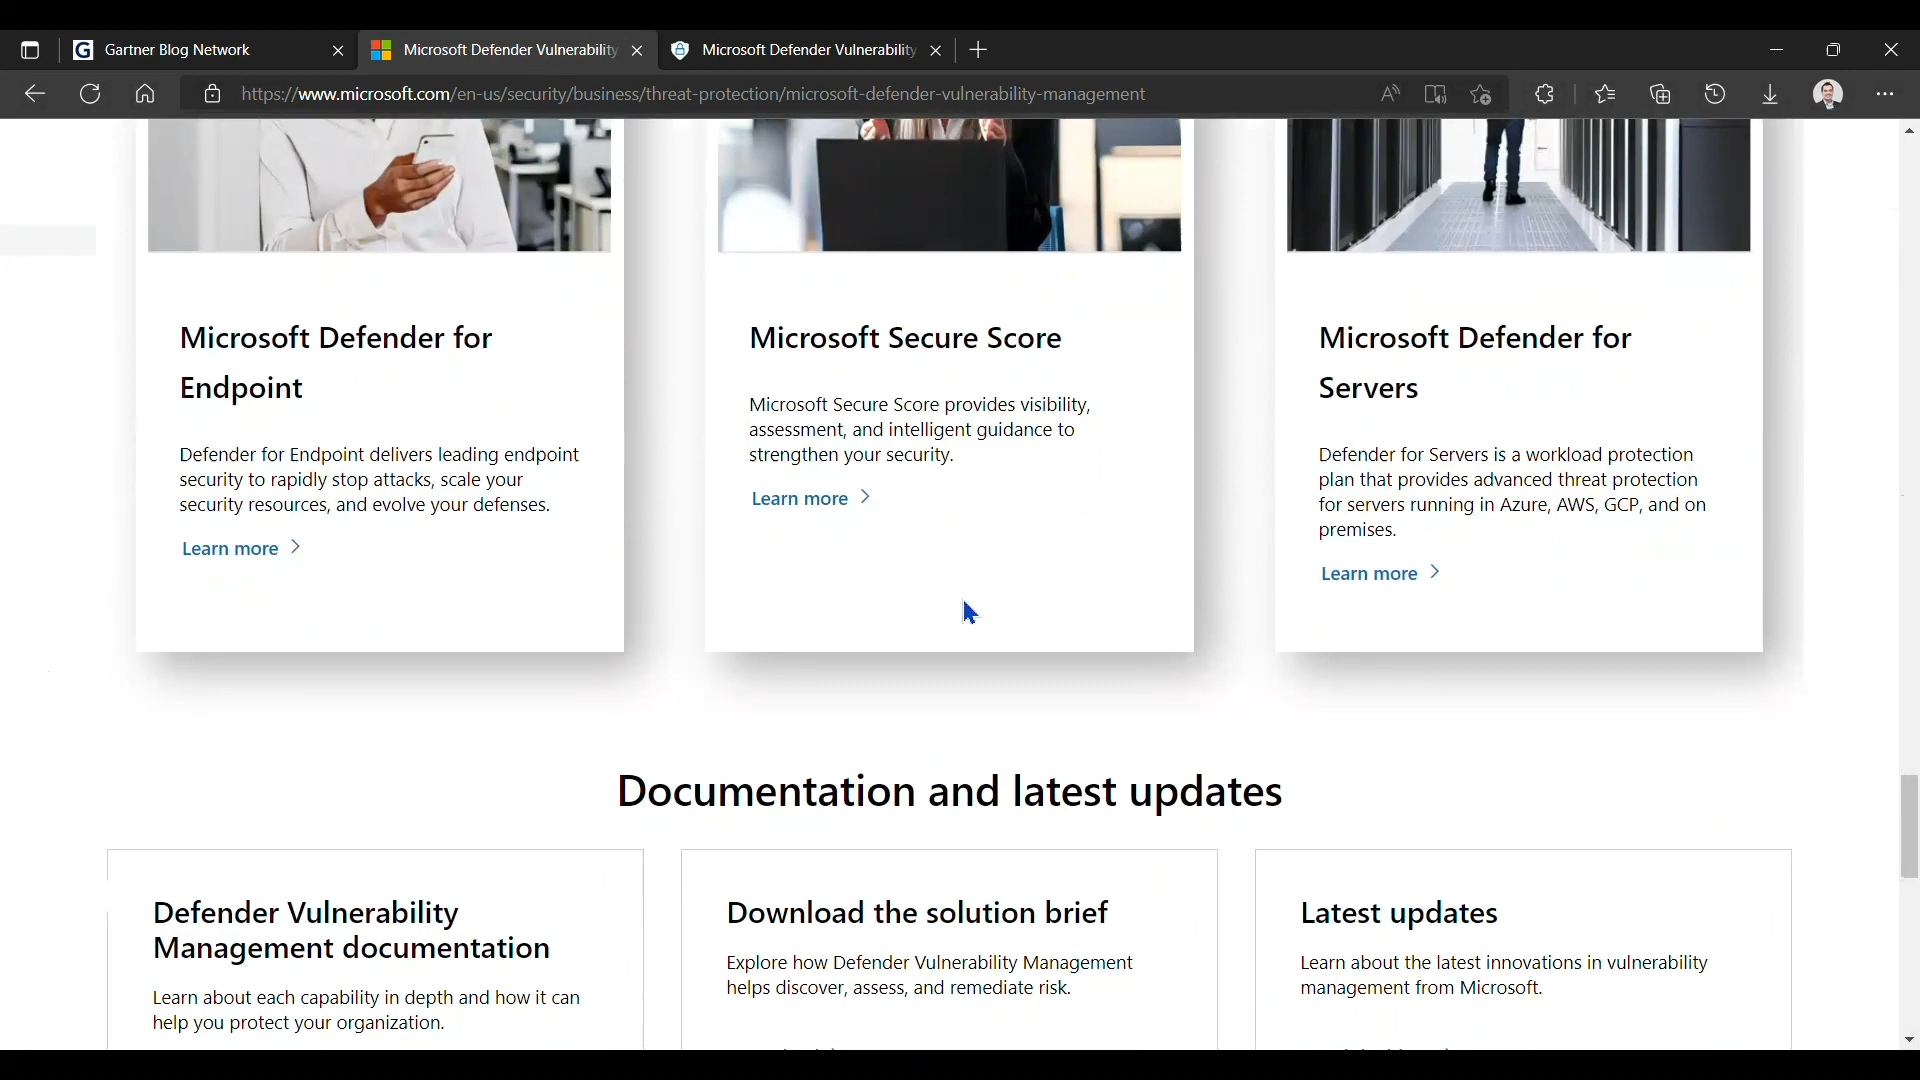 Gartner Blog Network
Microsoft Defender Vulnerability
Microsoft Defender Vulnerability
https://www.microsoft.com/en-us/security/business/threat-protection/microsoft-defender-vulnerability-management
Microsoft Defender for
Endpoint
Defender for Endpoint delivers leading endpoint
security to rapidly stop attacks, scale your
security resources, and evolve your defenses.
Learn more
Microsoft Secure Score
Microsoft Secure Score provides visibility,
assessment, and intelligent guidance to
strengthen your security.
Learn more
Microsoft Defender for
Servers
Defender for Servers is a workload protection
plan that provides advanced threat protection
for servers running in Azure, AWS, GCP, and on
premises.
Learn more
Documentation and latest updates
Defender Vulnerability
Management documentation
Learn about each capability in depth and how it can
help you protect your organization.
Download the solution brief
Explore how Defender Vulnerability Management
helps discover, assess, and remediate risk.
Latest updates
Learn about the latest innovations in vulnerability
management from Microsoft.